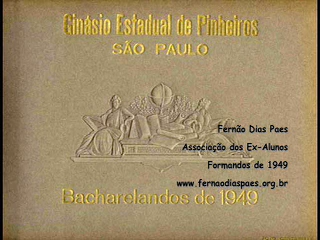 Ginásio Estadual de Pinheiros
SÃO PAULO
Fernão Dias Paes
Associação dos Ex-Alunos
Formandos de 1949
www.fernaodiaspaes.org.br
Bacharelandos de 1949